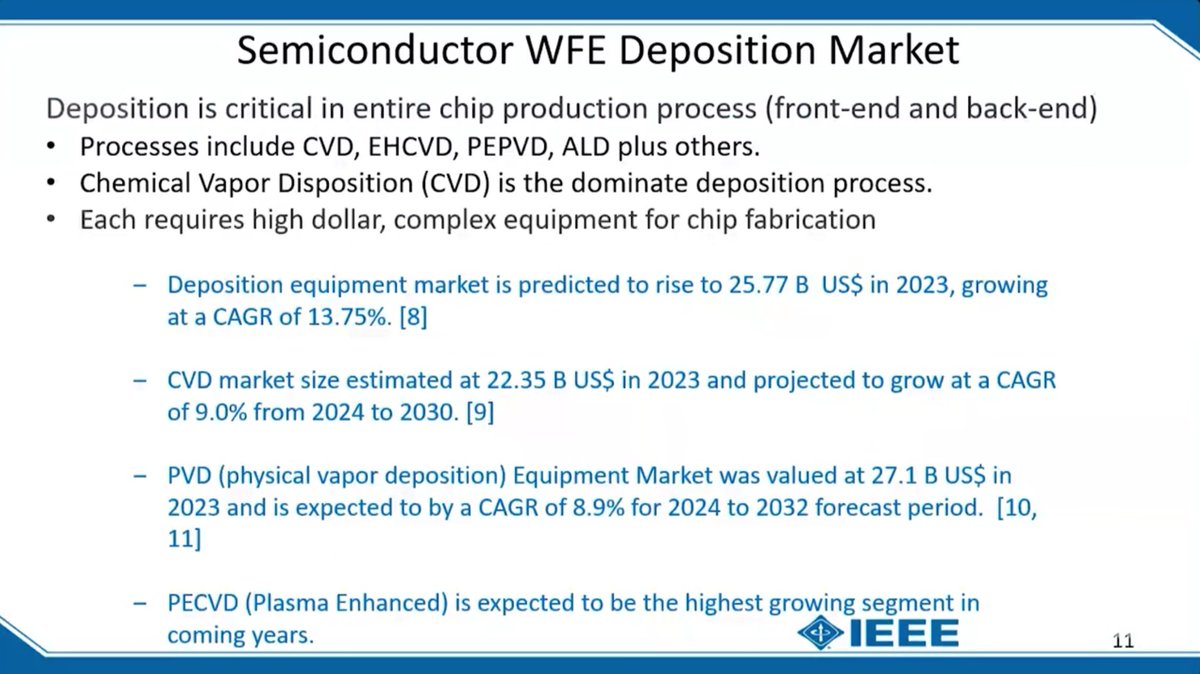 Semiconductor WFE Deposition Market
Deposition is critical in entire chip production process (front-end and back-end)
• Processes include CVD, EHCVD, PEPVD, ALD plus others.
• Chemical Vapor Disposition (CVD) is the dominate deposition process.
• Each requires high dollar, complex equipment for chip fabrication
– Deposition equipment market is predicted to rise to 25.77 B US$ in 2023, growing
at a CAGR of 13.75%. [8]
– CVD market size estimated at 22.35 B US$ in 2023 and projected to grow at a CAGR
of 9.0% from 2024 to 2030. [9]
– PVD (physical vapor deposition) Equipment Market was valued at 27.1 B US$ in
2023 and is expected to by a CAGR of 8.9% for 2024 to 2032 forecast period. [10,
11]
– PECVD (Plasma Enhanced) is expected to be the highest growing segment in
coming years.
IEEE
11